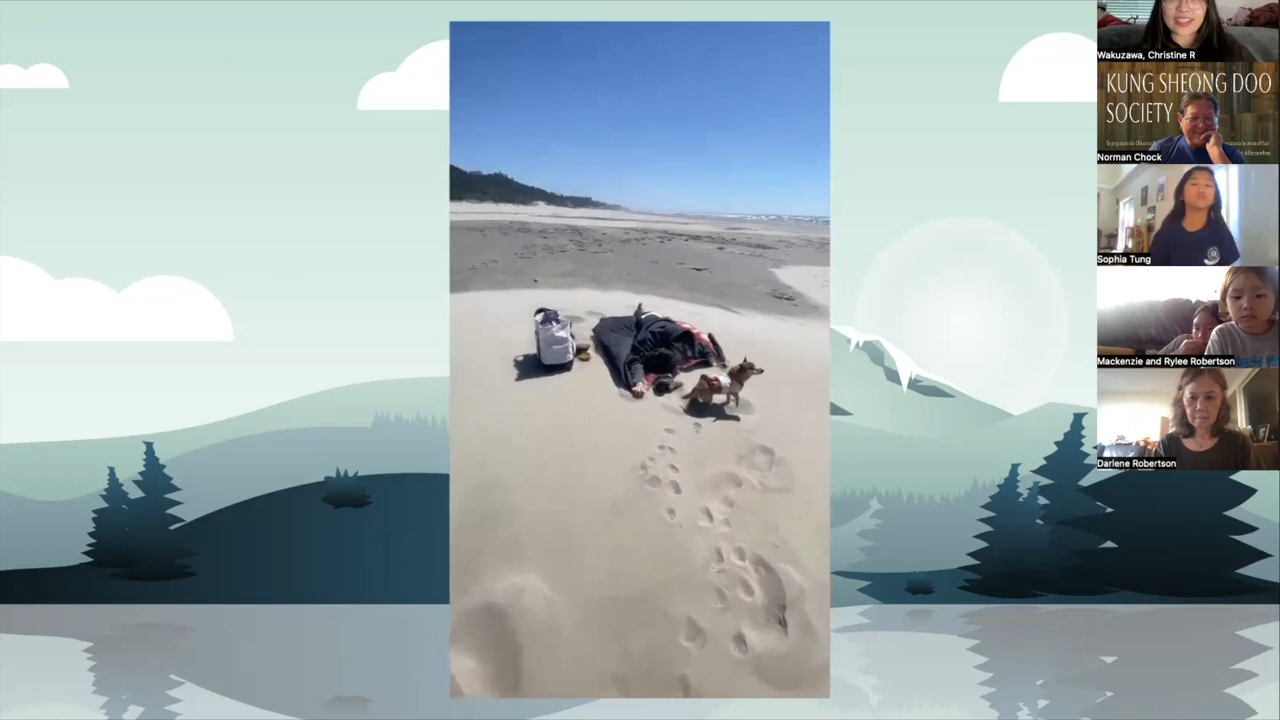 Wakuzawa, Christine R
KUNG SHEONG DOO
SOCIETY
Norman Chock
Sophia Tung
Mackenzie and Rylee Robertson
Darlene Robertson